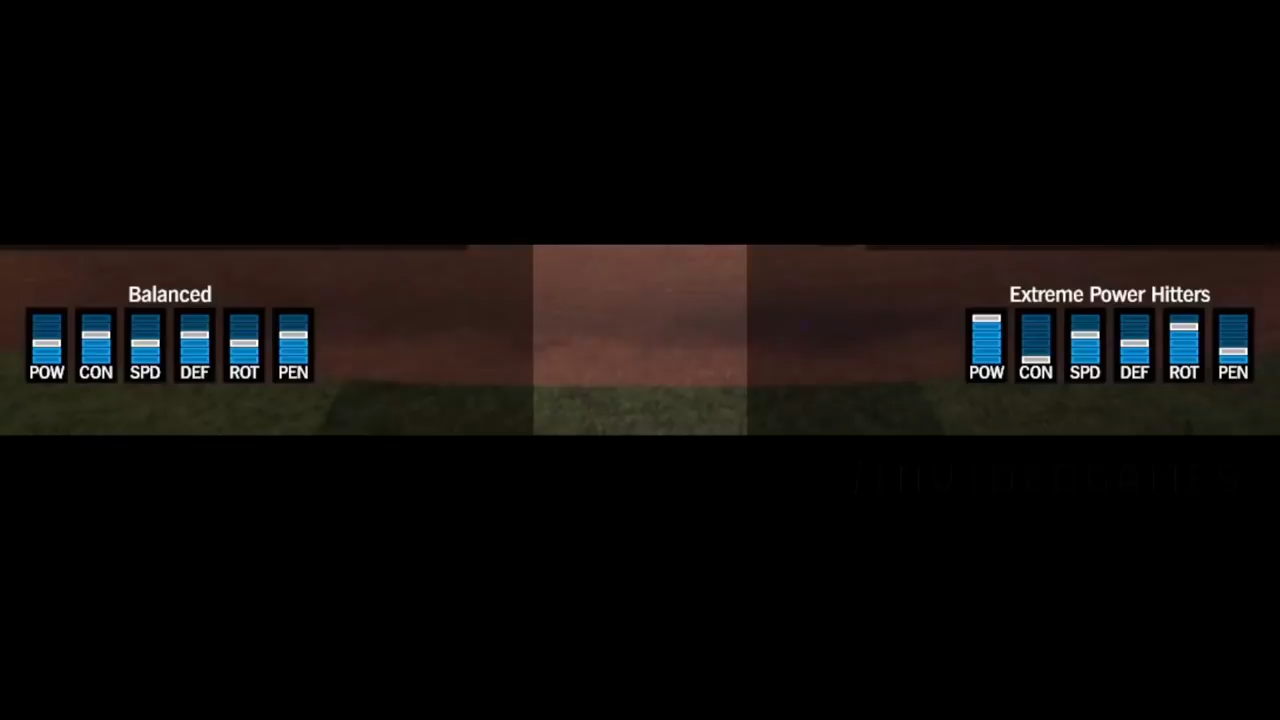 Balanced
POW CON SPD DEF ROT PEN
Extreme Power Hitters
POW CON SPD DEF ROT PEN